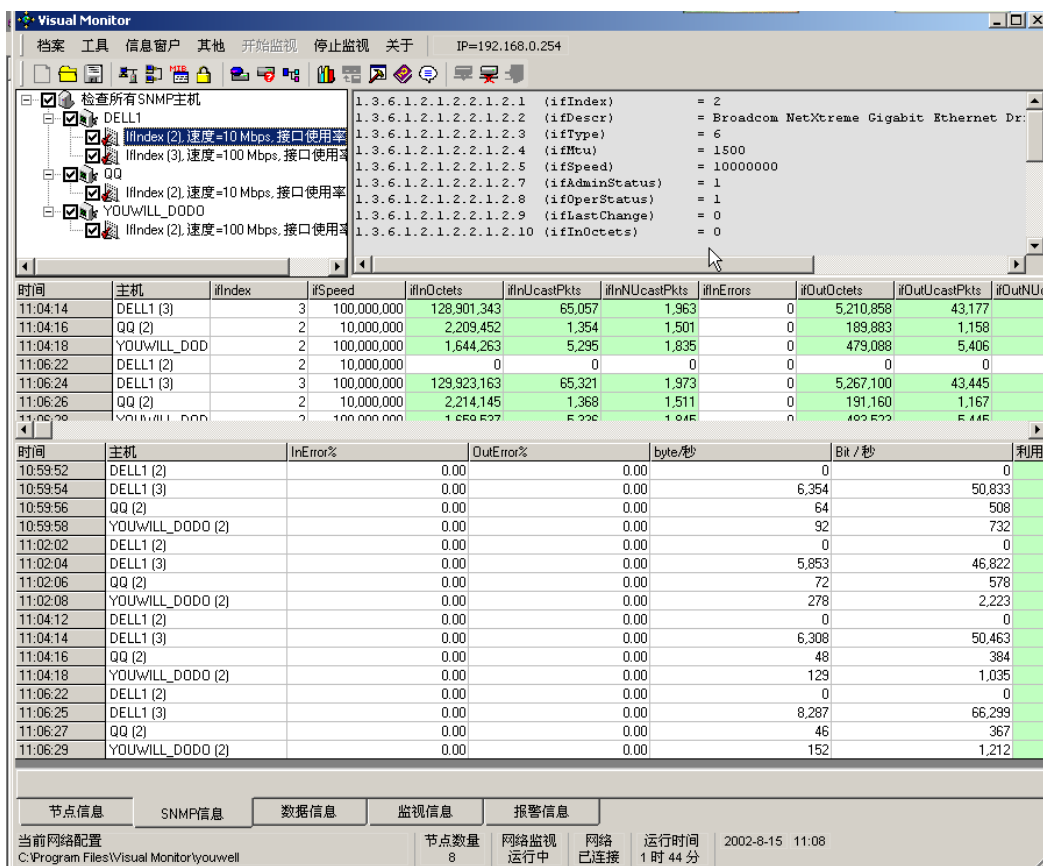 Visual Monitor
档案 工具 信息窗户 其他 开始监视 停止监视 关于 IP=192.168.0.254
检查所有SNMP主机
DELL1
IfIndex (2), 速度=10 Mbps, 接口使用率
IfIndex (3), 速度=100 Mbps, 接口使用率
QQ
IfIndex (2), 速度=10 Mbps, 接口使用率
YOUWILL_DODO
IfIndex (2), 速度=100 Mbps, 接口使用率
1.3.6.1.2.1.2.2.1.2.1 (ifIndex) = 2
1.3.6.1.2.1.2.2.1.2.2 (ifDescr) = Broadcom NetXtreme Gigabit Ethernet Dr
1.3.6.1.2.1.2.2.1.2.3 (ifType) = 6
1.3.6.1.2.1.2.2.1.2.4 (ifMtu) = 1500
1.3.6.1.2.1.2.2.1.2.5 (ifSpeed) = 10000000
1.3.6.1.2.1.2.2.1.2.7 (ifAdminStatus) = 1
1.3.6.1.2.1.2.2.1.2.8 (ifOperStatus) = 1
1.3.6.1.2.1.2.2.1.2.9 (ifLastChange) = 0
1.3.6.1.2.1.2.2.1.2.10 (ifInOctets) = 0
时间 主机 ifIndex ifSpeed ifInOctets ifInUcastPkts ifInNUcastPkts ifInErrors ifOutOctets ifOutUcastPkts ifOutNUc
11:04:14 DELL1 (3) 3 100,000,000 128,901,343 65,057 1,963 0 5,210,858 43,177
11:04:16 QQ (2) 2 10,000,000 2,209,452 1,354 1,501 0 189,883 1,158
11:04:18 YOUWILL_DOD 2 100,000,000 1,644,263 5,295 1,835 0 479,088 5,406
11:06:22 DELL1 (2) 2 10,000,000 0 0 0 0 0 0
11:06:24 DELL1 (3) 3 100,000,000 129,923,163 65,321 1,973 0 5,267,100 43,445
11:06:26 QQ (2) 2 10,000,000 2,214,145 1,368 1,511 0 191,160 1,167
时间 主机 InError% OutError% byte/秒 Bit / 秒 利用
10:59:52 DELL1 (2) 0.00 0.00 0 0
10:59:54 DELL1 (3) 0.00 0.00 6,354 50,833
10:59:56 QQ (2) 0.00 0.00 64 508
10:59:58 YOUWILL_DODO (2) 0.00 0.00 92 732
11:02:02 DELL1 (2) 0.00 0.00 0 0
11:02:04 DELL1 (3) 0.00 0.00 5,853 46,822
11:02:06 QQ (2) 0.00 0.00 72 578
11:02:08 YOUWILL_DODO (2) 0.00 0.00 278 2,223
11:04:12 DELL1 (2) 0.00 0.00 0 0
11:04:14 DELL1 (3) 0.00 0.00 6,308 50,463
11:04:16 QQ (2) 0.00 0.00 48 384
11:04:18 YOUWILL_DODO (2) 0.00 0.00 129 1,035
11:06:22 DELL1 (2) 0.00 0.00 0 0
11:06:25 DELL1 (3) 0.00 0.00 8,287 66,299
11:06:27 QQ (2) 0.00 0.00 46 367
11:06:29 YOUWILL_DODO (2) 0.00 0.00 152 1,212
节点信息 SNMP信息 数据信息 监视信息 报警信息
当前网络配置 节点数量 网络监视 网络 运行时间 2002-8-15 11:08
C:\Program Files\Visual Monitor\youwell 8 运行中 已连接 1 时 44 分